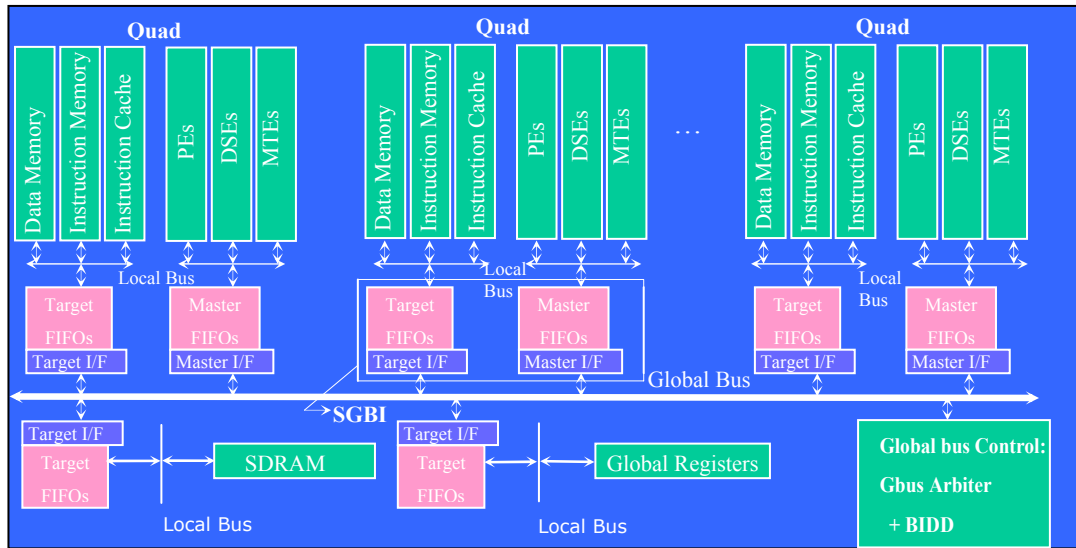 Quad
Quad
Quad
Data Memory
Instruction Memory
Instruction Cache
PEs
DSEs
MTEs
Data Memory
Instruction Memory
Instruction Cache
PEs
DSEs
MTEs
...
Data Memory
Instruction Memory
Instruction Cache
PEs
DSEs
MTEs
Local Bus
Local
Bus
Local
Bus
Target
FIFOs
Target I/F
Master
FIFOs
Master I/F
Target
FIFOs
Target I/F
Master
FIFOs
Master I/F
Target
FIFOs
Target I/F
Master
FIFOs
Master I/F
Global Bus
SGBI
Target I/F
Target
FIFOs
SDRAM
Local Bus
Target I/F
Target
FIFOs
Global Registers
Local Bus
Global bus Control:
Gbus Arbiter
+ BIDD